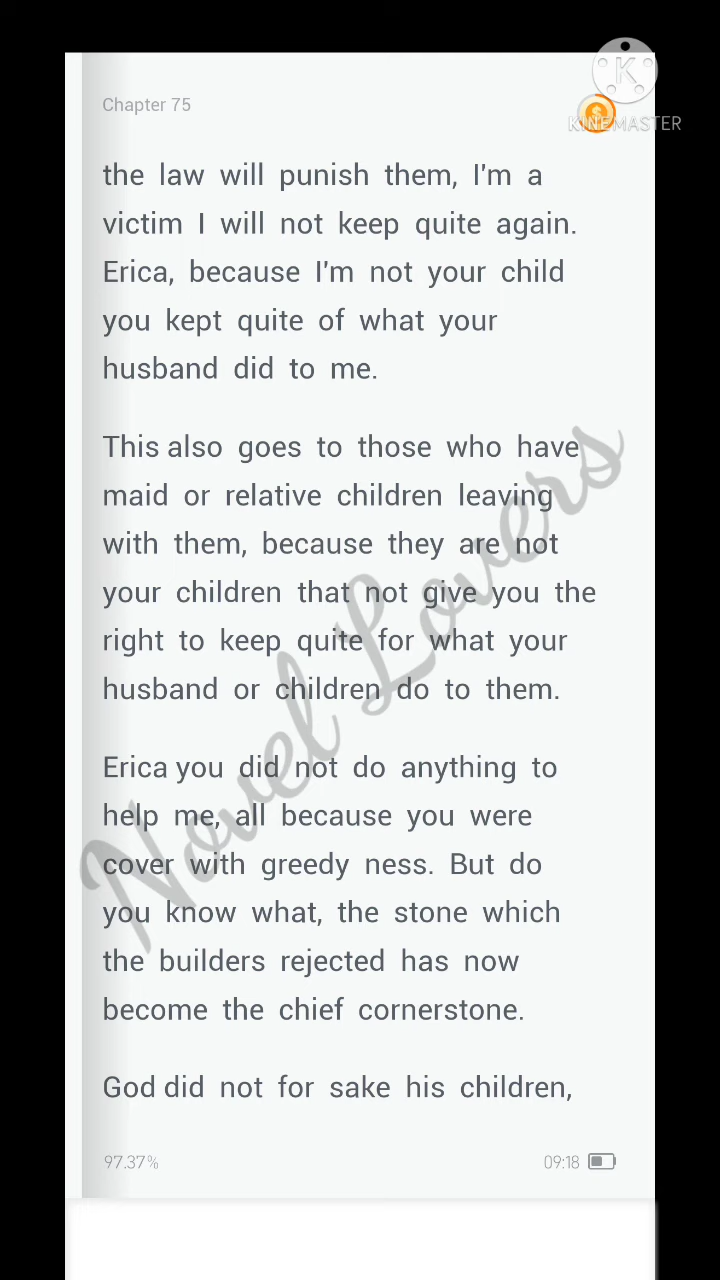 Chapter 75
K
KINEMASTER
the law will punish them, I'm a
victim I will not keep quite again.
Erica, because I'm not your child
you kept quite of what your
husband did to me.
This also goes to those who have
maid or relative children leaving
with them, because they are not
your children that not give you the
right to keep quite for what your
husband or children do to them.
Erica you did not do anything to
help me, all because you were
cover with greedy ness. But do
you know what, the stone which
the builders rejected has now
become the chief cornerstone.
God did not for sake his children,
Novel Lovers
97.37%
09:18